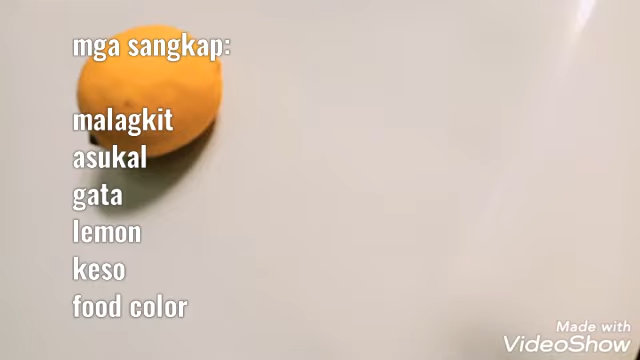 mga sangkap:
malagkit
asukal
gata
lemon
keso
food color
Made with
VideoShow